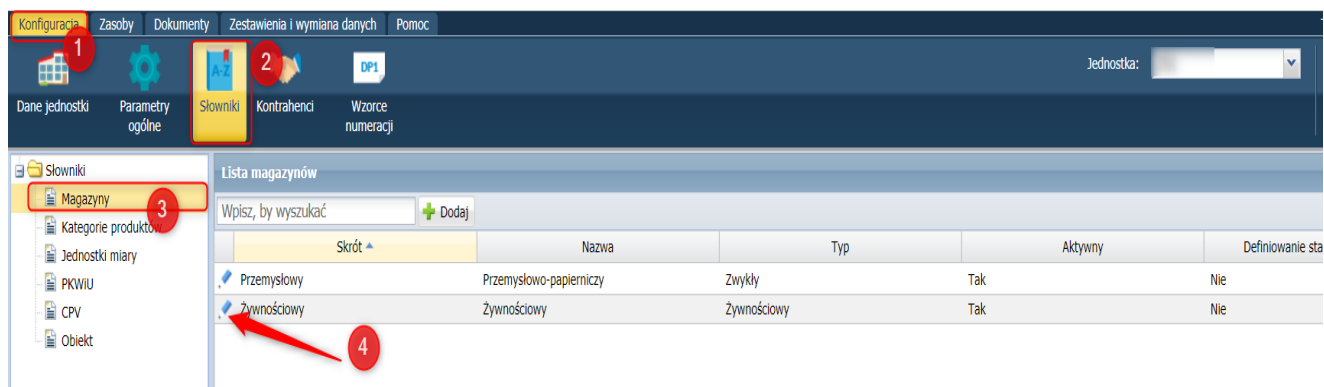 Konfiguracja Zasoby Dokumenty Zestawienia i wymiana danych Pomoc
1
2
A-Z
DP1
Jednostka:
Dane jednostki Parametry ogólne Słowniki Kontrahenci Wzorce numeracji
Słowniki
Magazyny
3
Kategorie produktów
Jednostki miary
PKWiU
CPV
Obiekt
Lista magazynów
Wpisz, by wyszukać Dodaj
Skrót Nazwa Typ Aktywny Definiowanie sta
Przemysłowy Przemysłowo-papierniczy Zwykły Tak Nie
Żywnościowy Żywnościowy Żywnościowy Tak Nie
4